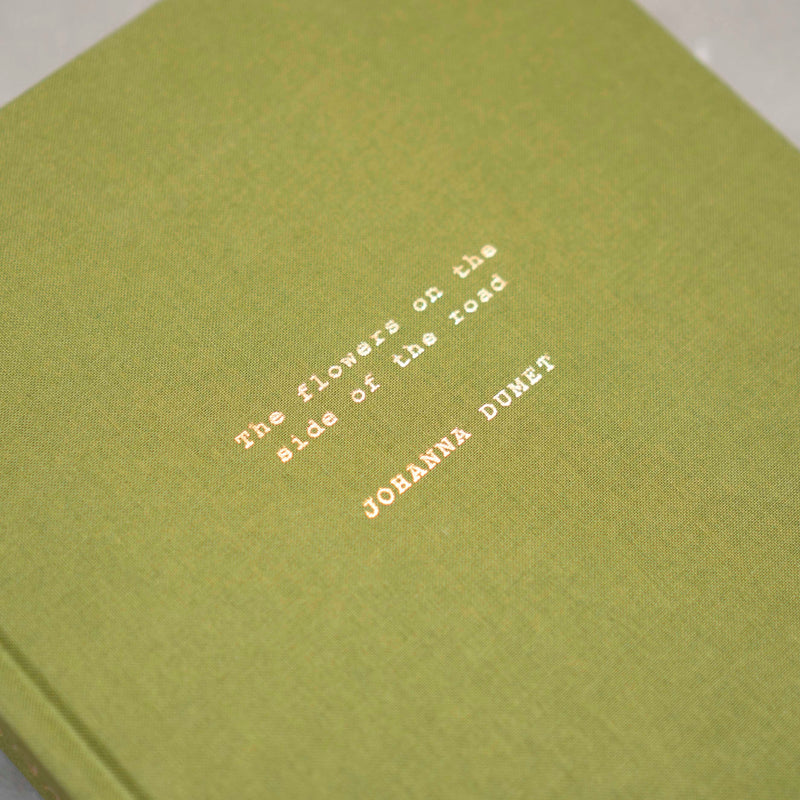 The flowers on the
side of the road
JOHANNA DUMET